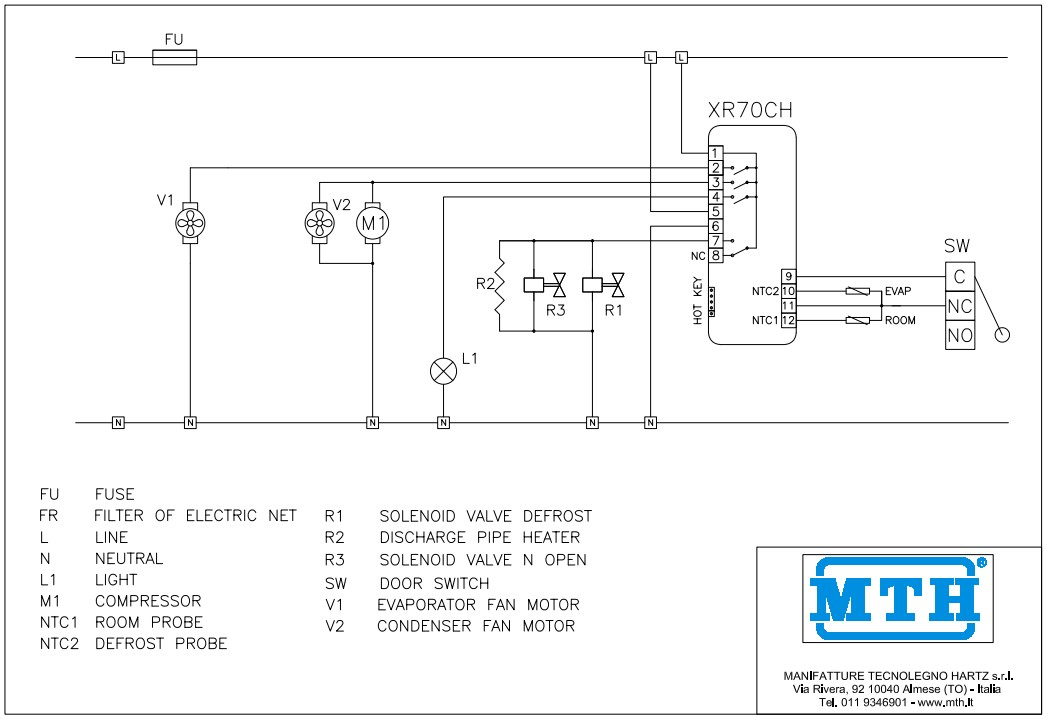 FU
L
L
L
XR70CH
1
2
3
4
5
6
7
NC 8
V1
V2
M1
R2
R3
R1
L1
HOT KEY
9
NTC2 10
11
NTC1 12
EVAP
ROOM
SW
C
NC
NO
N
N
N
N
N
N
FU FUSE
FR FILTER OF ELECTRIC NET
L LINE
N NEUTRAL
L1 LIGHT
M1 COMPRESSOR
NTC1 ROOM PROBE
NTC2 DEFROST PROBE
R1 SOLENOID VALVE DEFROST
R2 DISCHARGE PIPE HEATER
R3 SOLENOID VALVE N OPEN
SW DOOR SWITCH
V1 EVAPORATOR FAN MOTOR
V2 CONDENSER FAN MOTOR
MTH®
MANIFATTURE TECNOLEGNO HARTZ s.r.l.
Via Rivera, 92 10040 Almese (TO) - Italia
Tel. 011 9346901 - www.mth.it